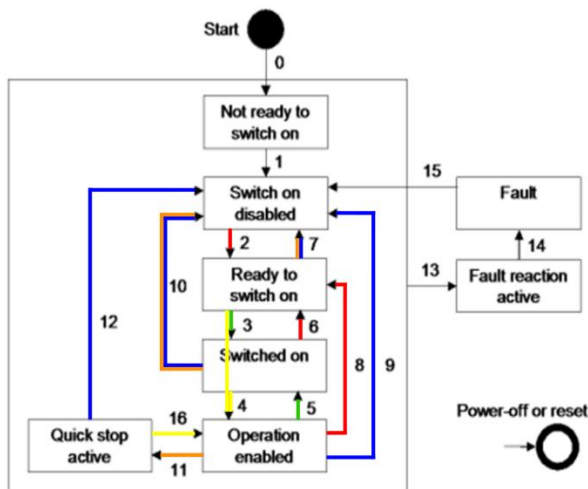 Start
0
Not ready to
switch on
1
15
Switch on
disabled
Fault
2
7
14
10
Ready to
switch on
13
Fault reaction
active
12
3
6
Switched on
8
9
16
4
5
Power-off or reset
Quick stop
active
11
Operation
enabled